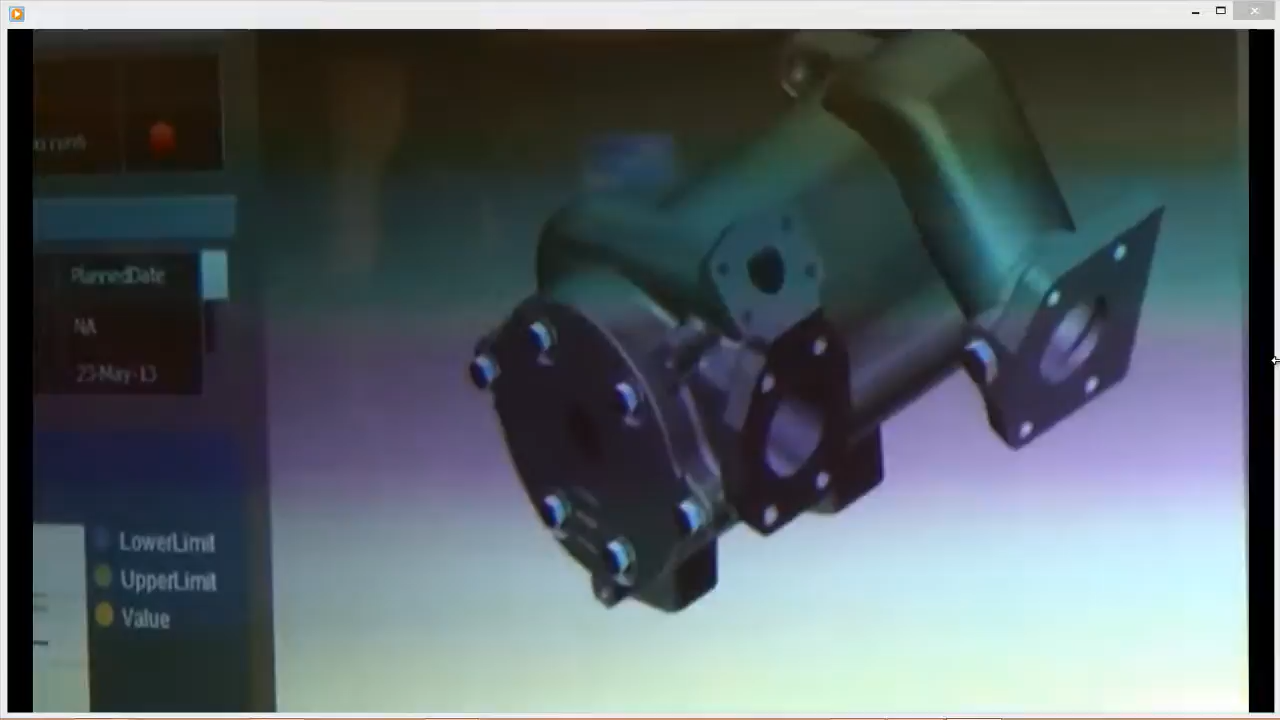 PlannedDate
NA
23-May-13
LowerLimit
UpperLimit
Value